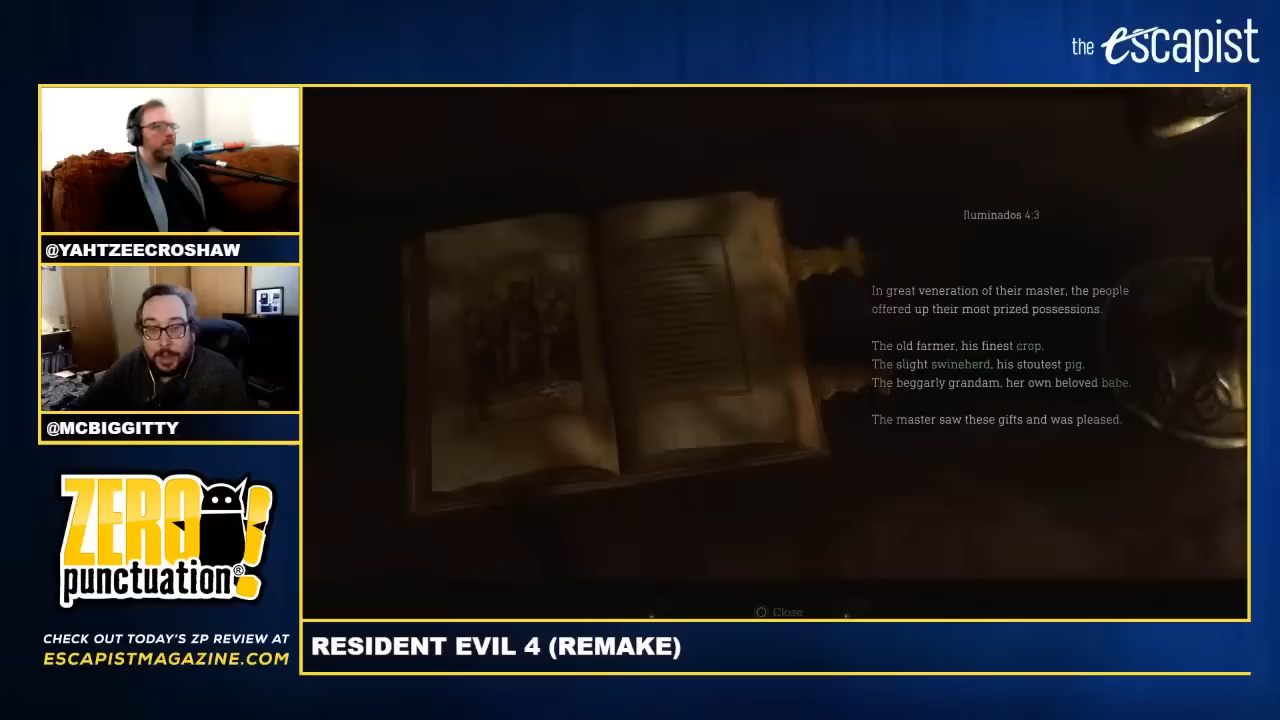 the escapist
@YAHTZEECROSHAW
@MCBIGGITTY
ZERO
punctuation®!
CHECK OUT TODAY'S ZP REVIEW AT
ESCAPISTMAGAZINE.COM
Iluminados 4:3
In great veneration of their master, the people
offered up their most prized possessions.
The old farmer, his finest crop.
The slight swineherd, his stoutest pig.
The beggarly grandam, her own beloved babe.
The master saw these gifts and was pleased.
Close
RESIDENT EVIL 4 (REMAKE)